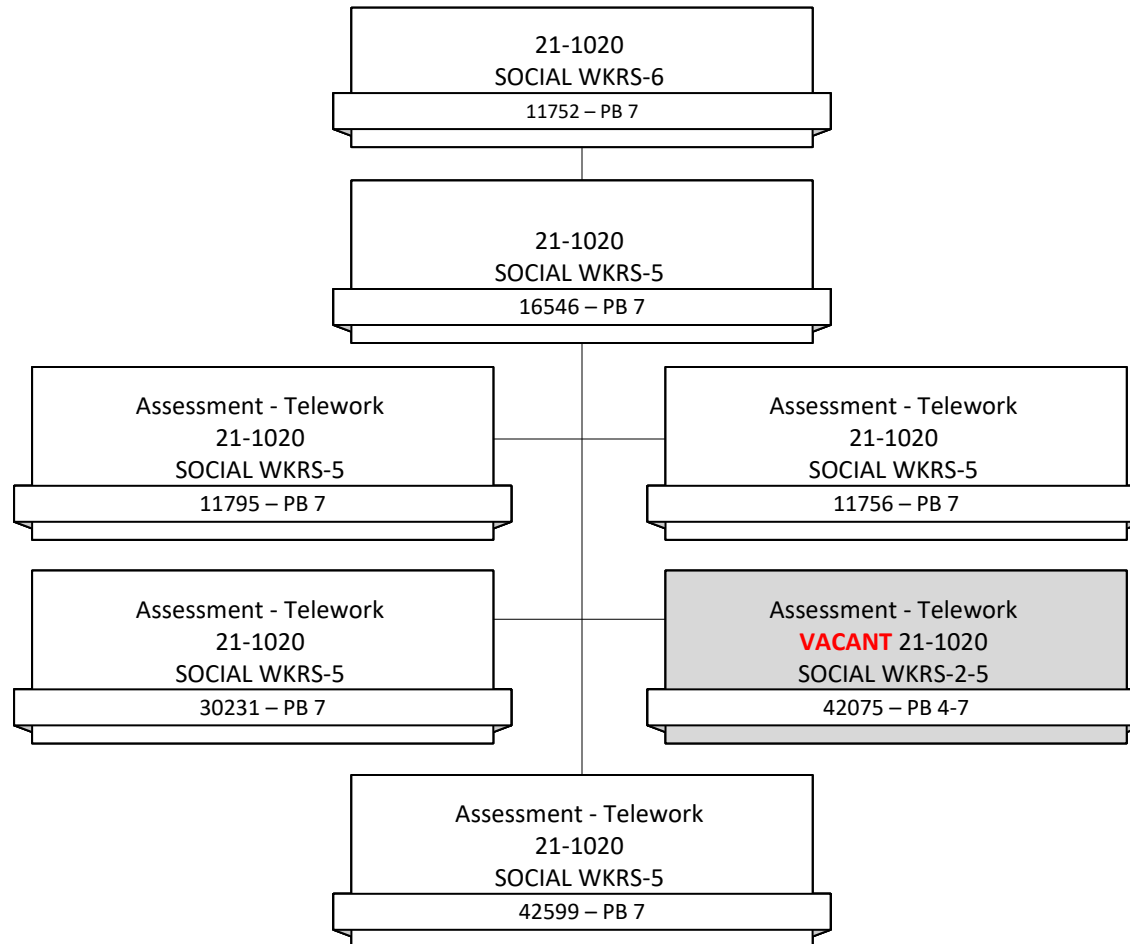 21-1020
SOCIAL WKRS-6
11752 – PB 7
21-1020
SOCIAL WKRS-5
16546 – PB 7
Assessment - Telework
21-1020
SOCIAL WKRS-5
11795 – PB 7
Assessment - Telework
21-1020
SOCIAL WKRS-5
11756 – PB 7
Assessment - Telework
21-1020
SOCIAL WKRS-5
30231 – PB 7
Assessment - Telework
VACANT 21-1020
SOCIAL WKRS-2-5
42075 – PB 4-7
Assessment - Telework
21-1020
SOCIAL WKRS-5
42599 – PB 7